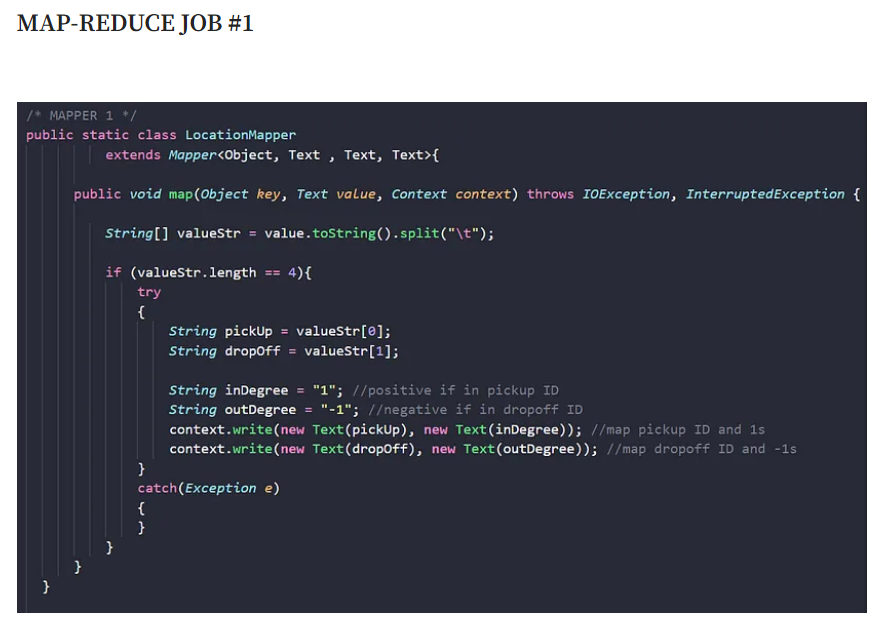 MAP-REDUCE JOB #1
/* MAPPER 1 */
public static class LocationMapper
extends Mapper<Object, Text , Text, Text>{
public void map(Object key, Text value, Context context) throws IOException, InterruptedException {
String[] valueStr = value.toString().split("\t");
if (valueStr.length == 4){
try
{
String pickUp = valueStr[0];
String dropOff = valueStr[1];
String inDegree = "1"; //positive if in pickup ID
String outDegree = "-1"; //negative if in dropoff ID
context.write(new Text(pickUp), new Text(inDegree)); //map pickup ID and 1s
context.write(new Text(dropOff), new Text(outDegree)); //map dropoff ID and -1s
}
catch(Exception e)
{
}
}
}
}